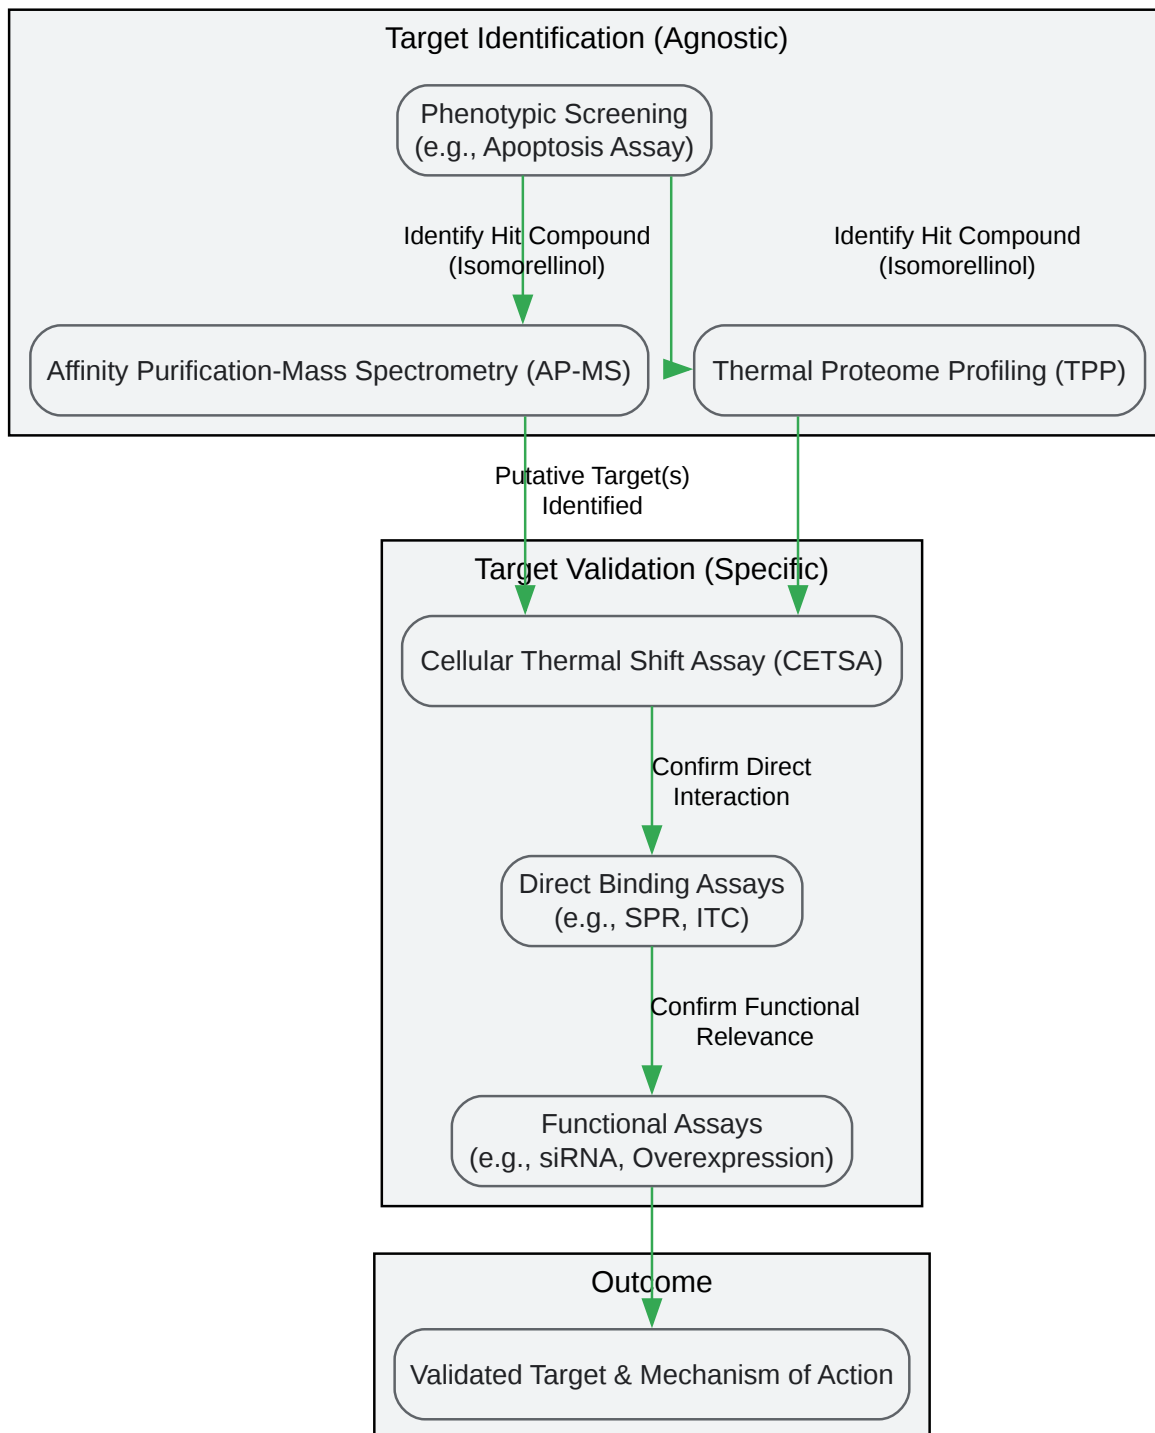 Target Identification (Agnostic)
Phenotypic Screening
(e.g., Apoptosis Assay)
Identify Hit Compound
(Isomorellinol)
Identify Hit Compound
(Isomorellinol)
Affinity Purification-Mass Spectrometry (AP-MS)
Thermal Proteome Profiling (TPP)
Putative Target(s)
Identified
Target Validation (Specific)
Cellular Thermal Shift Assay (CETSA)
Confirm Direct
Interaction
Direct Binding Assays
(e.g., SPR, ITC)
Confirm Functional
Relevance
Functional Assays
(e.g., siRNA, Overexpression)
Outcome
Validated Target & Mechanism of Action